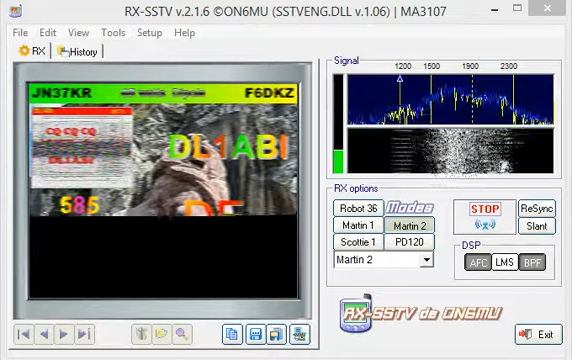 RX-SSTV v.2.1.6 ©ON6MU (SSTVENG.DLL v.1.06) | MA3107
File Edit View Tools Setup Help
RX History
JN37KR F6DKZ
CQ CQ CQ
DL1ABI
DL1ABI
585
DE
Signal
1200 1500 1900 2300
RX options
Robot 36 Modes STOP ReSync
Martin 1 Martin 2 Slant
Scottie 1 PD120 DSP
Martin 2 AFC LMS BPF
RX-SSTV de ON6MU
Exit